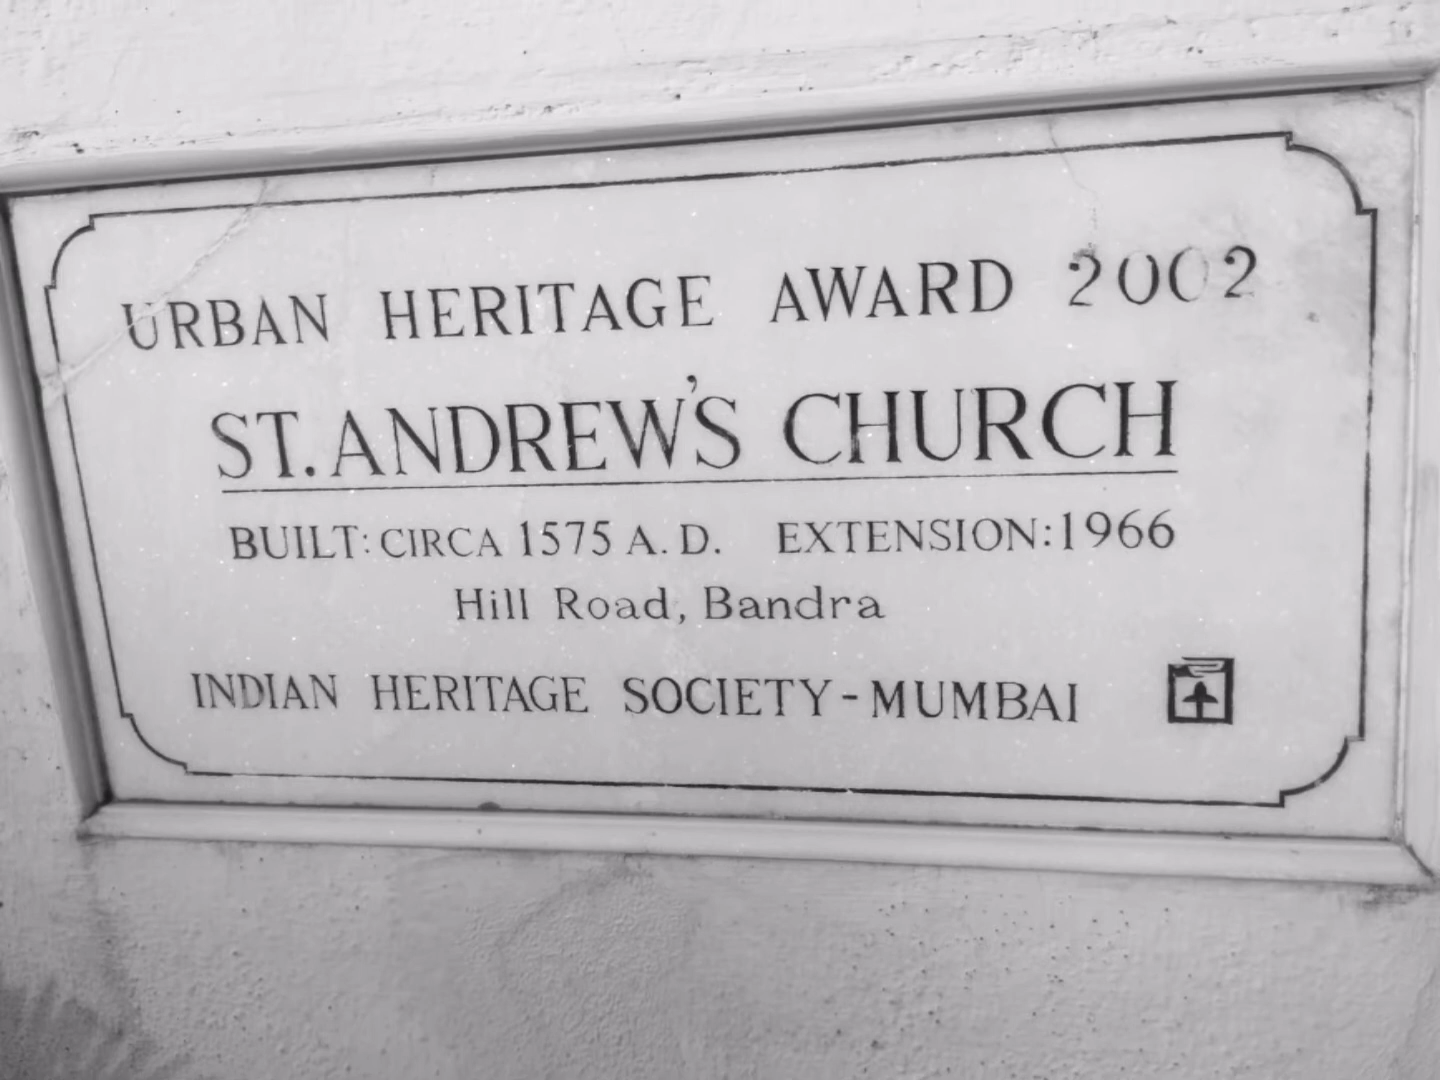 URBAN HERITAGE AWARD 2002
ST. ANDREW'S CHURCH
BUILT: CIRCA 1575 A. D. EXTENSION: 1966
Hill Road, Bandra
INDIAN HERITAGE SOCIETY - MUMBAI